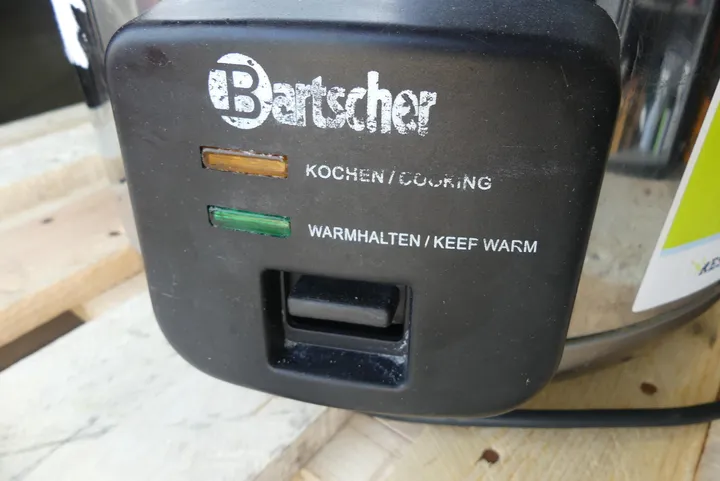 Bartscher
KOCHEN / COOKING
WARMHALTEN / KEEP WARM